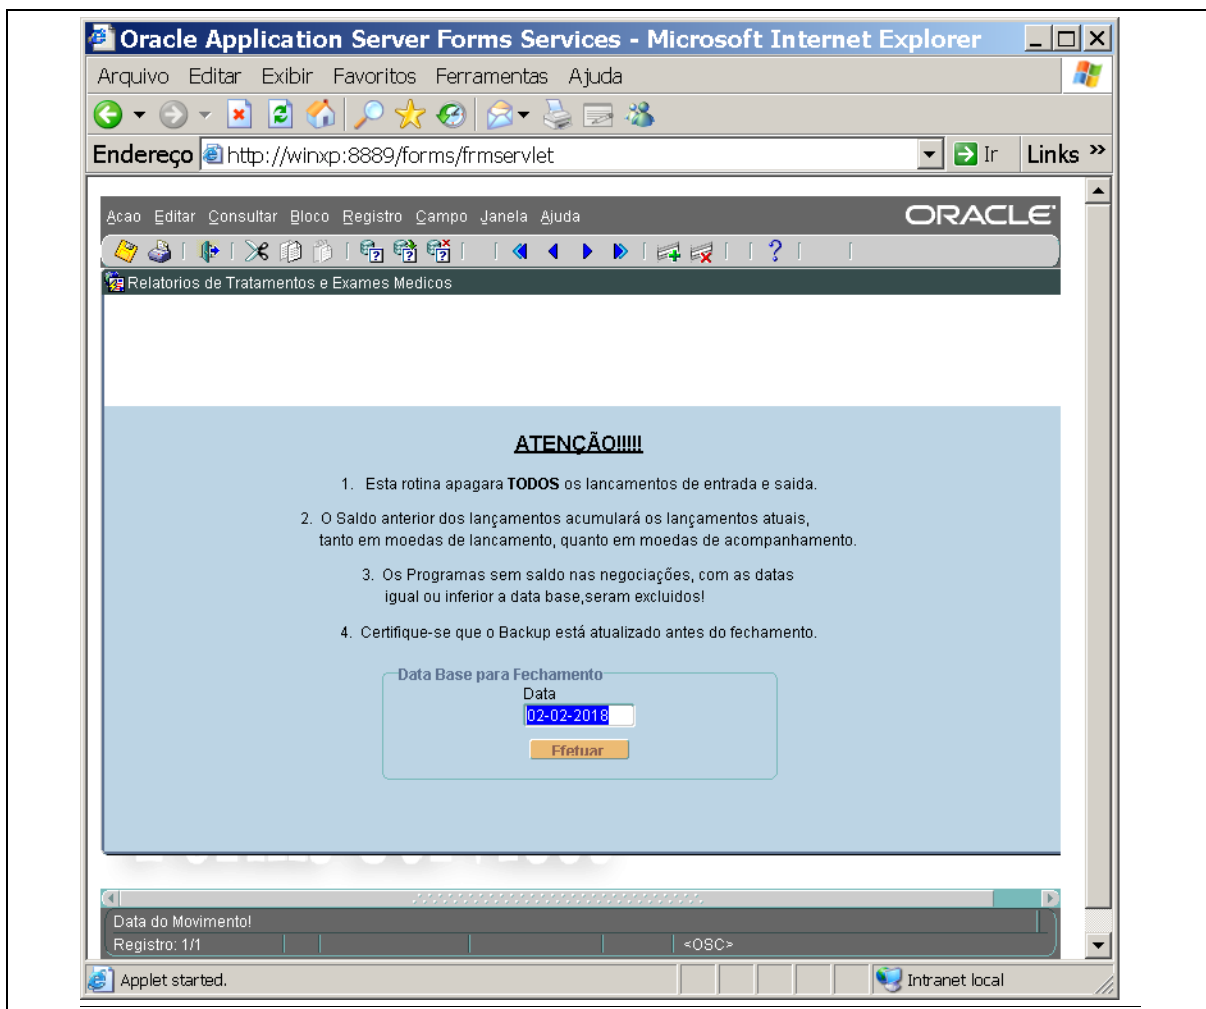 Oracle Application Server Forms Services - Microsoft Internet Explorer
Arquivo Editar Exibir Favoritos Ferramentas Ajuda
Endereço http://winxp:8889/forms/frmservlet Ir Links »
Acao Editar Consultar Bloco Registro Campo Janela Ajuda ORACLE
Relatorios de Tratamentos e Exames Medicos
ATENÇÃO!!!!!
1. Esta rotina apagara TODOS os lancamentos de entrada e saida.
2. O Saldo anterior dos lançamentos acumulará os lançamentos atuais,
tanto em moedas de lancamento, quanto em moedas de acompanhamento.
3. Os Programas sem saldo nas negociações, com as datas
igual ou inferior a data base,seram excluidos!
4. Certifique-se que o Backup está atualizado antes do fechamento.
Data Base para Fechamento
Data
02-02-2018
Efetuar
Data do Movimento!
Registro: 1/1 <OSC>
Applet started. Intranet local